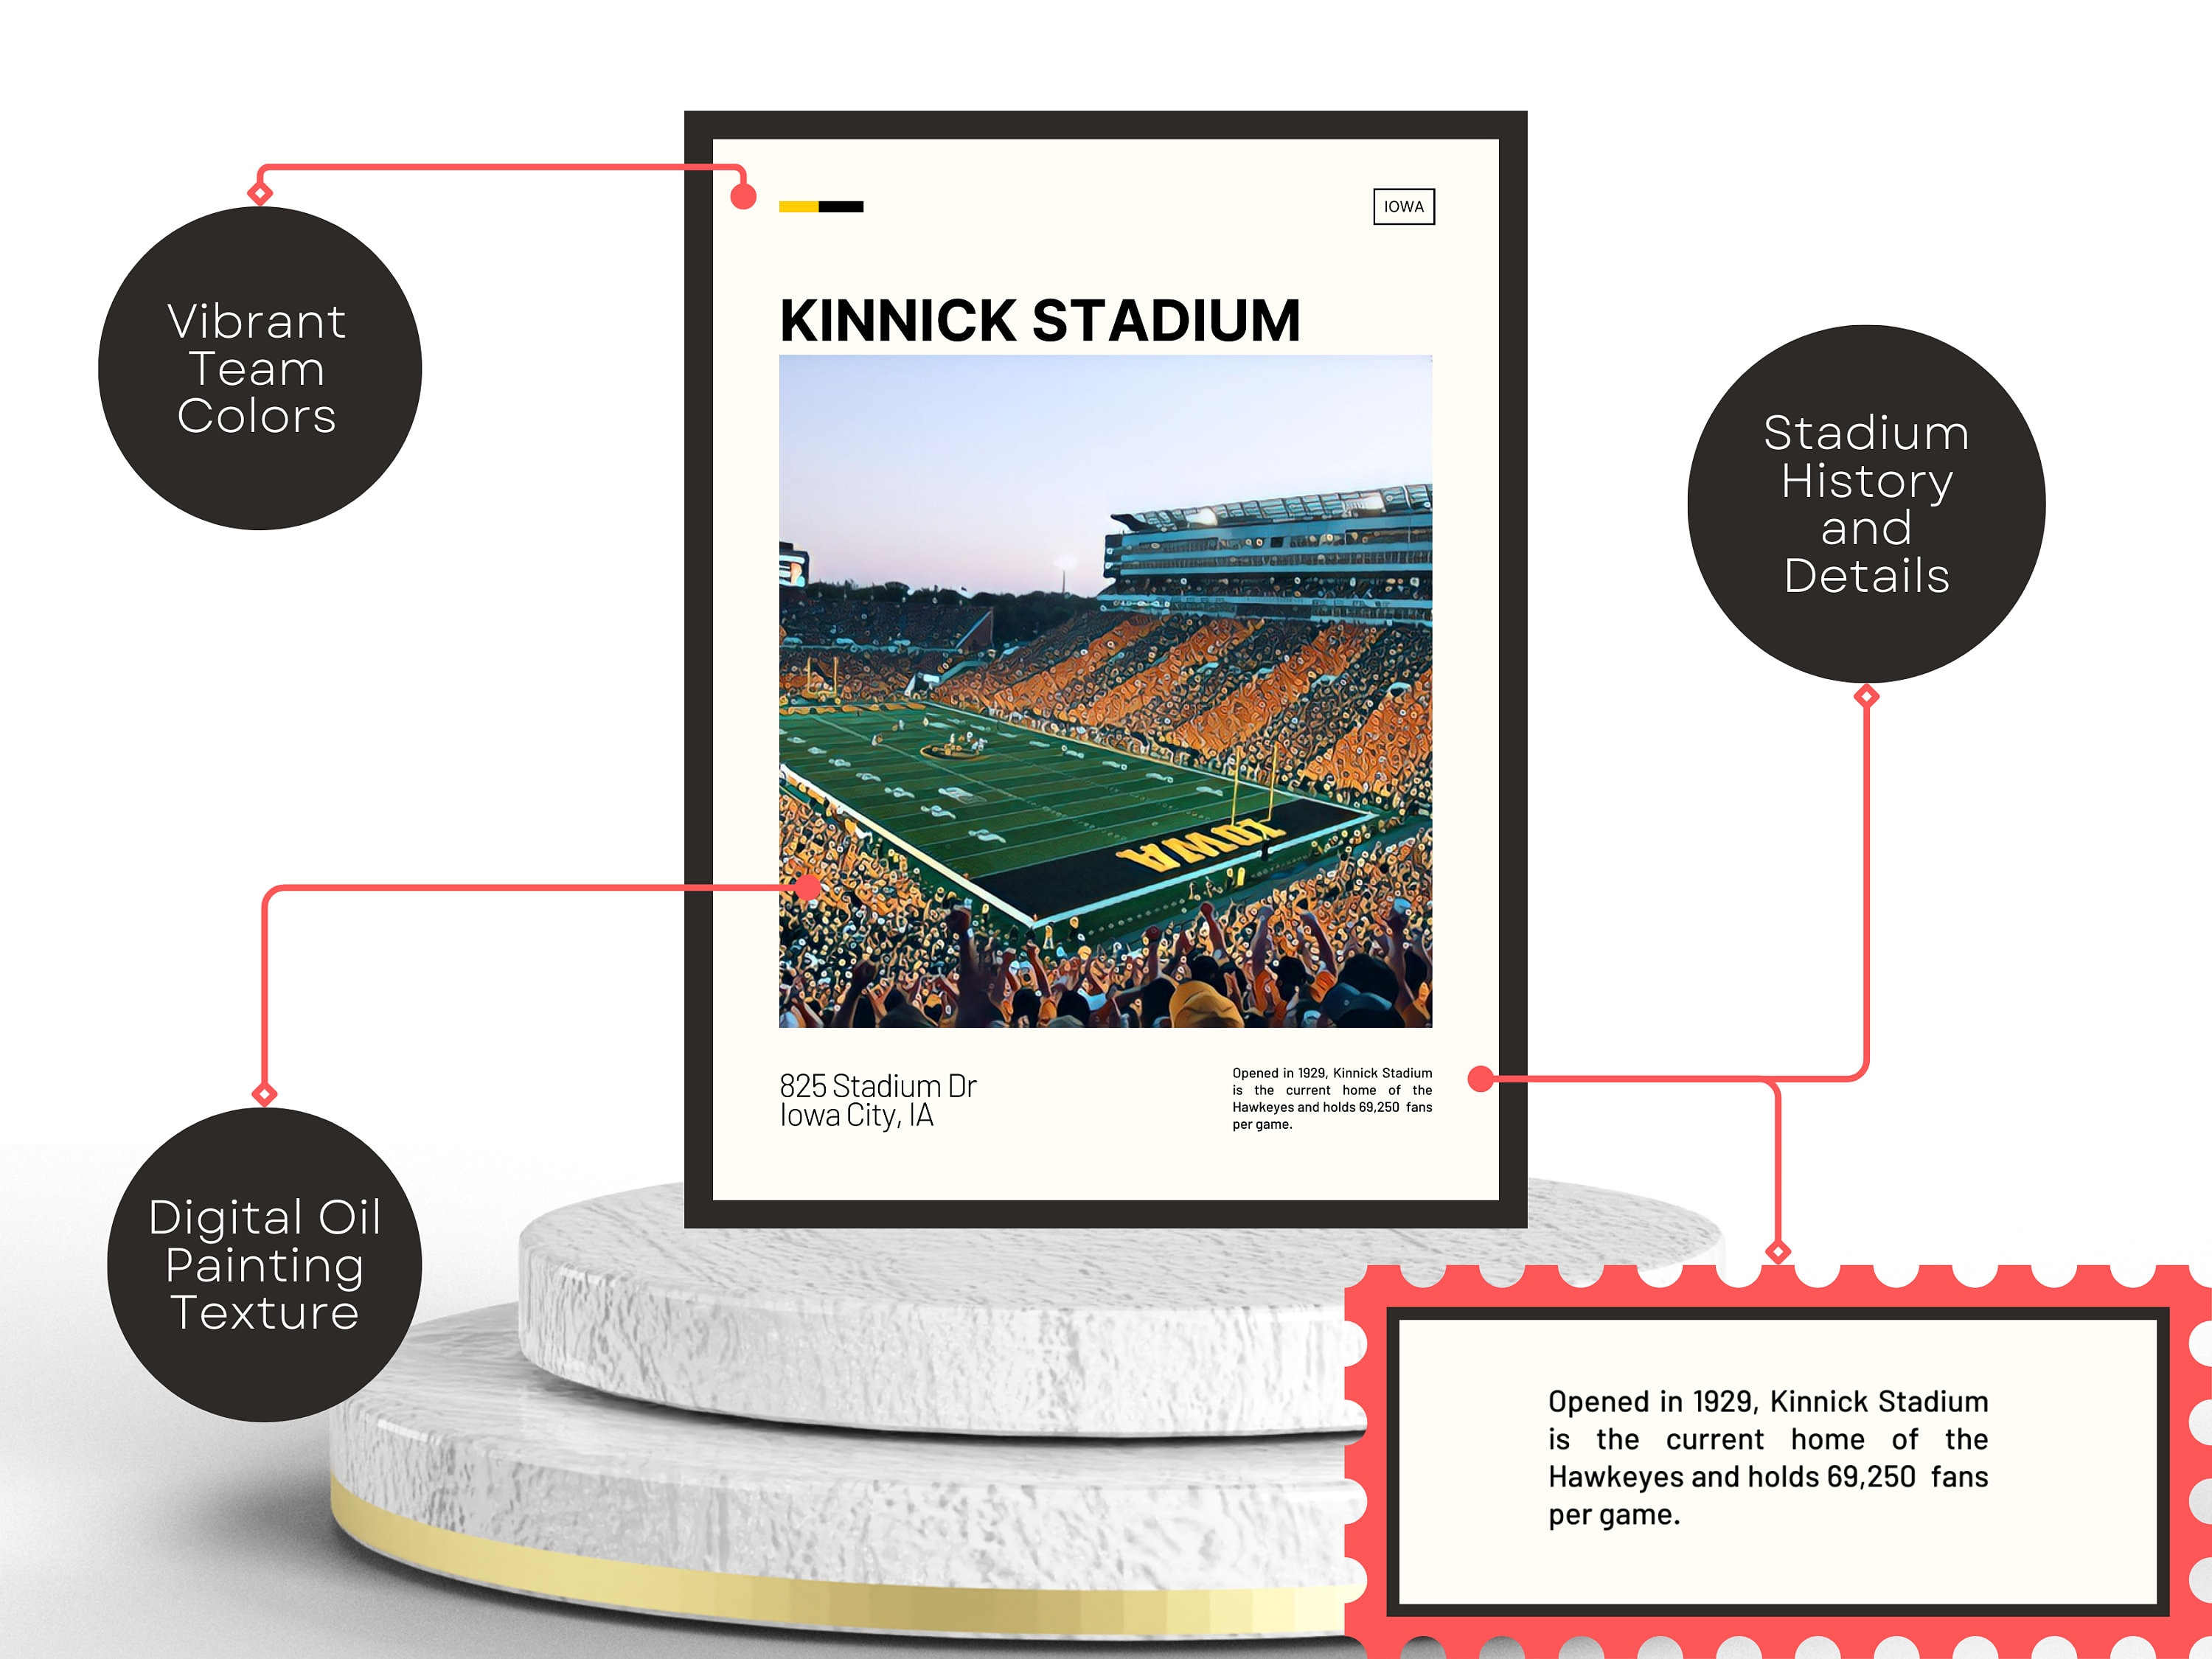 Vibrant
Team
Colors
IOWA
KINNICK STADIUM
Stadium
History
and
Details
IOWA
825 Stadium Dr
Iowa City, IA
Opened in 1929, Kinnick Stadium
is the current home of the
Hawkeyes and holds 69,250 fans
per game.
Digital Oil
Painting
Texture
Opened in 1929, Kinnick Stadium
is the current home of the
Hawkeyes and holds 69,250 fans
per game.